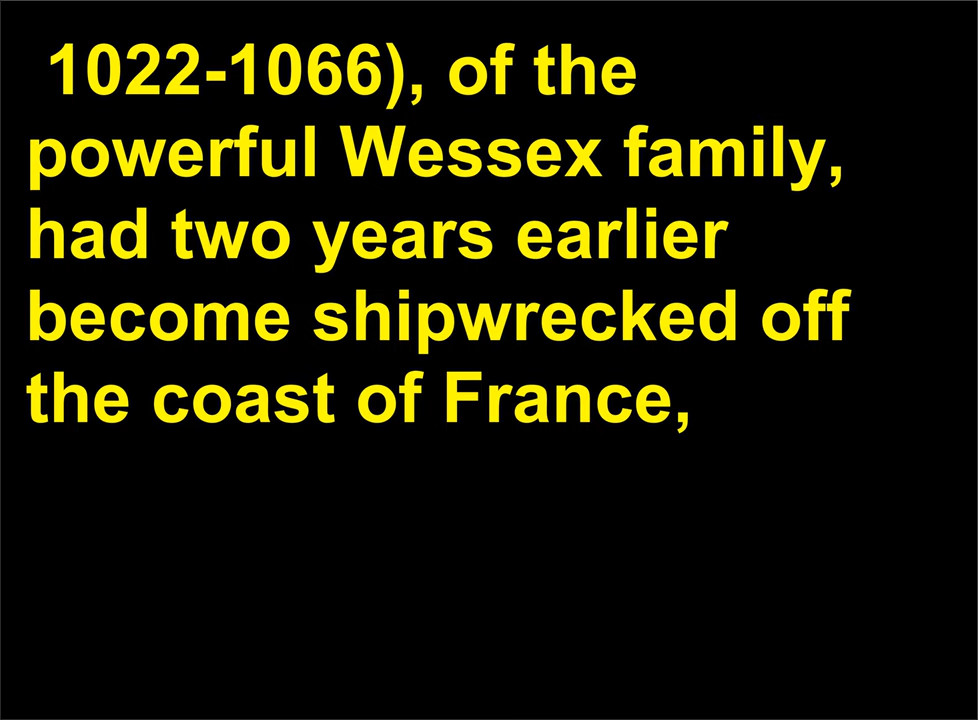 1022-1066), of the
powerful Wessex family,
had two years earlier
become shipwrecked off
the coast of France,